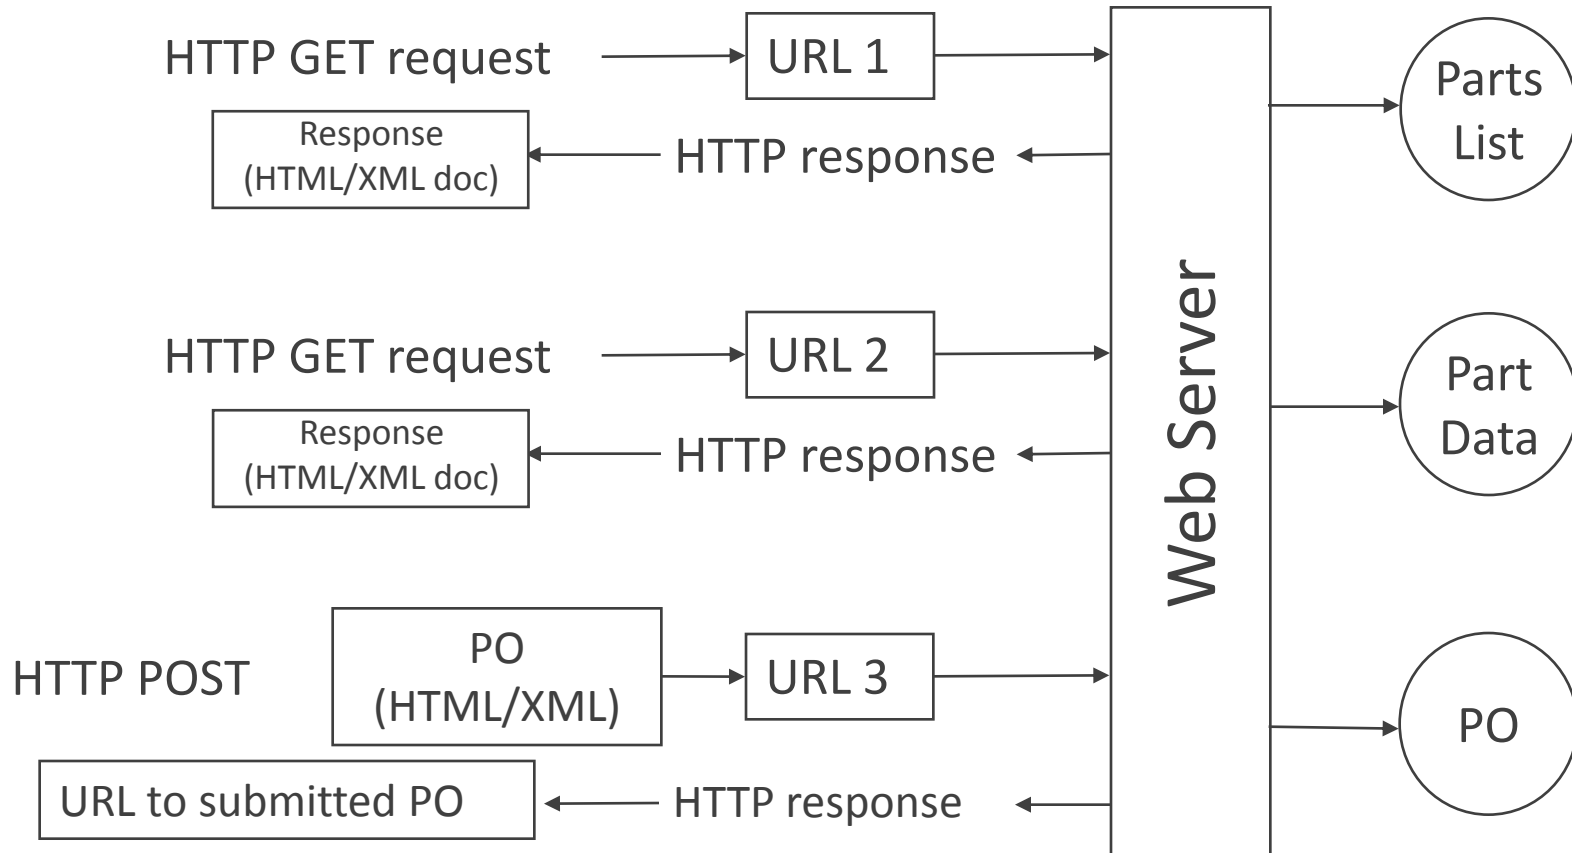 HTTP GET request
URL 1
Parts
List
Response
(HTML/XML doc)
HTTP response
Web Server
HTTP GET request
URL 2
Part
Data
Response
(HTML/XML doc)
HTTP response
HTTP POST
PO
(HTML/XML)
URL 3
PO
URL to submitted PO
HTTP response